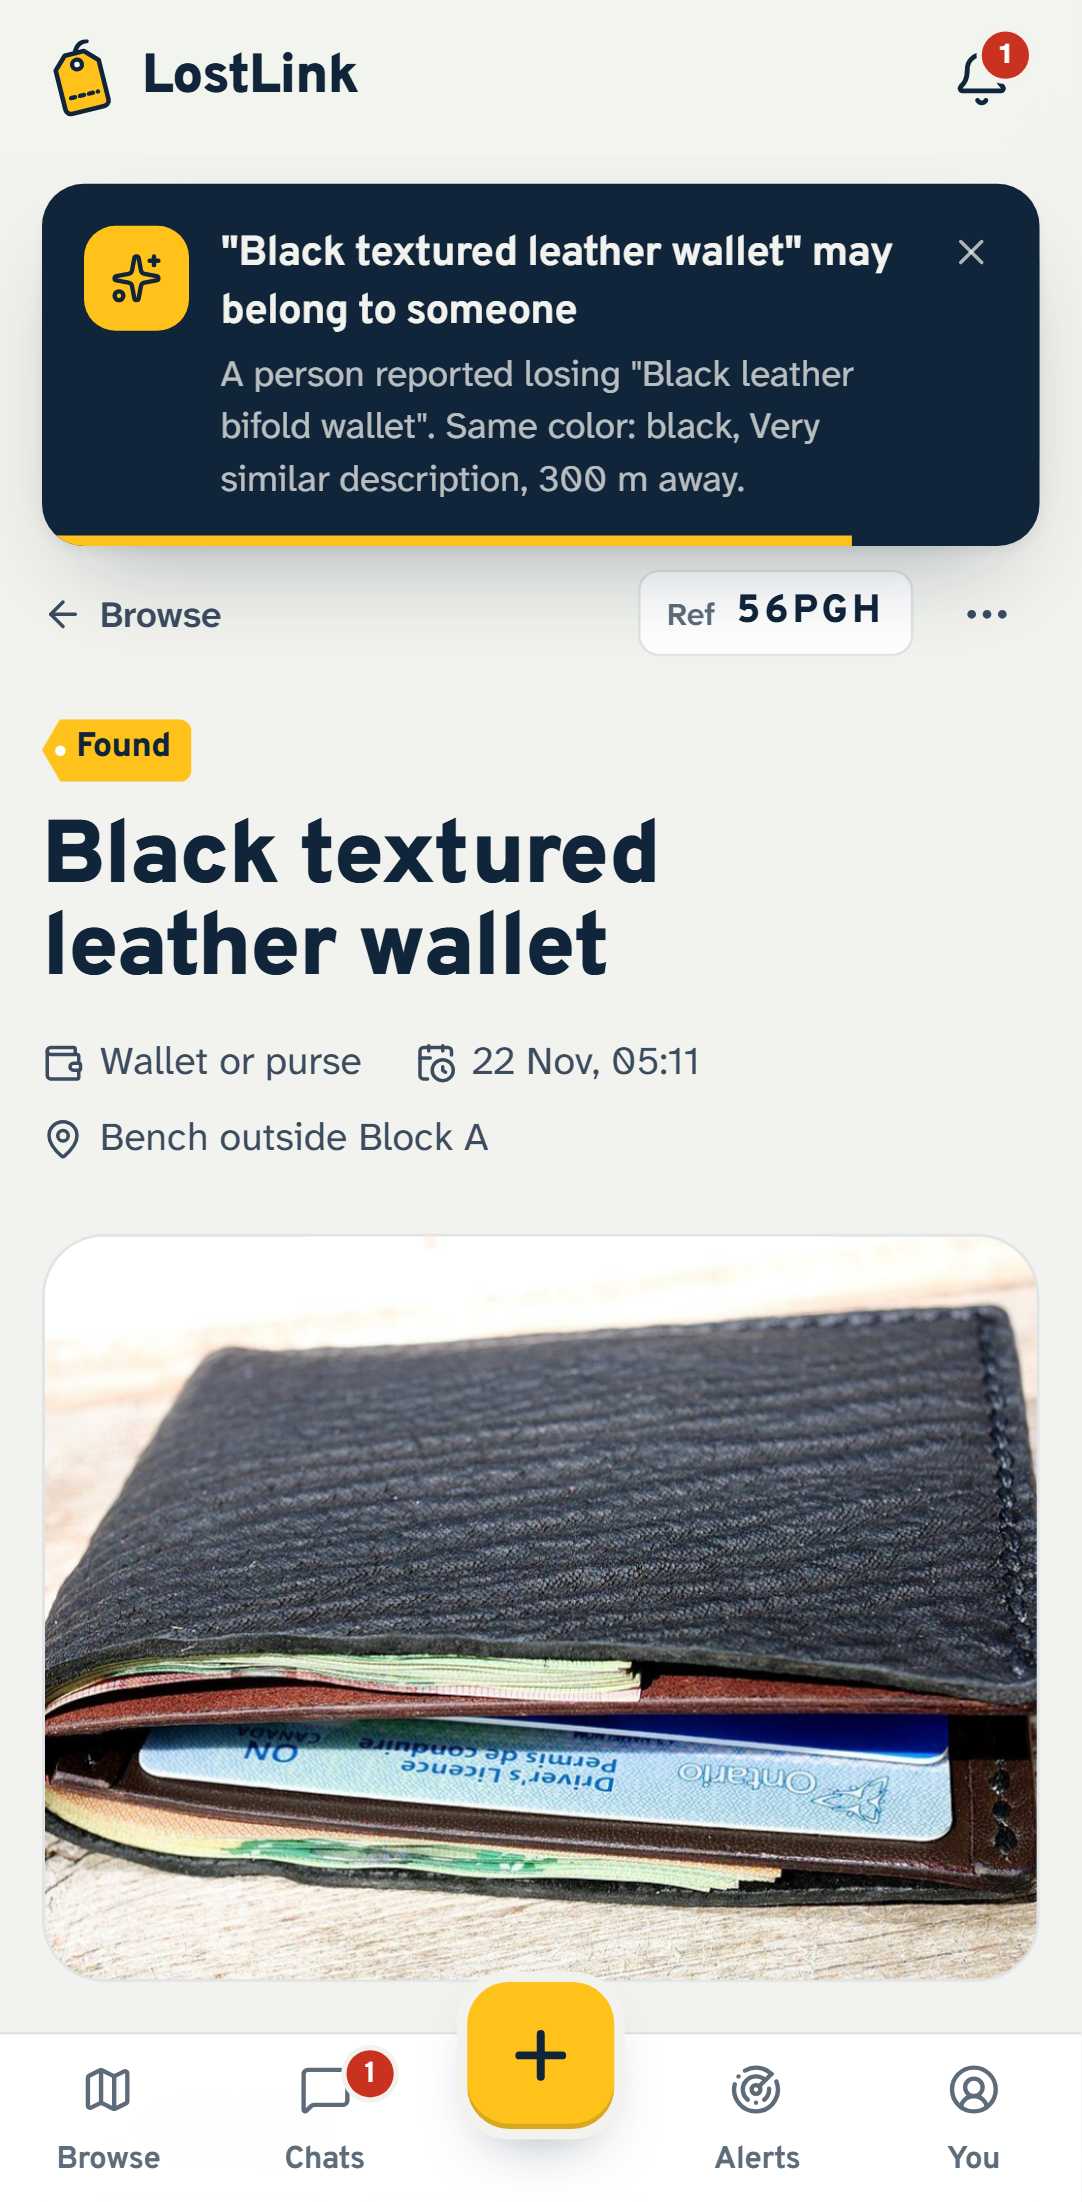 LostLink
1
"Black textured leather wallet" may
belong to someone
A person reported losing "Black leather
bifold wallet". Same color: black, Very
similar description, 300 m away.
Browse
Ref 56PGH
Found
Black textured
leather wallet
Wallet or purse
22 Nov, 05:11
Bench outside Block A
ON
CANADA
Permis de conduire
Driver's Licence
Ontario
Browse
1
Chats
Alerts
You